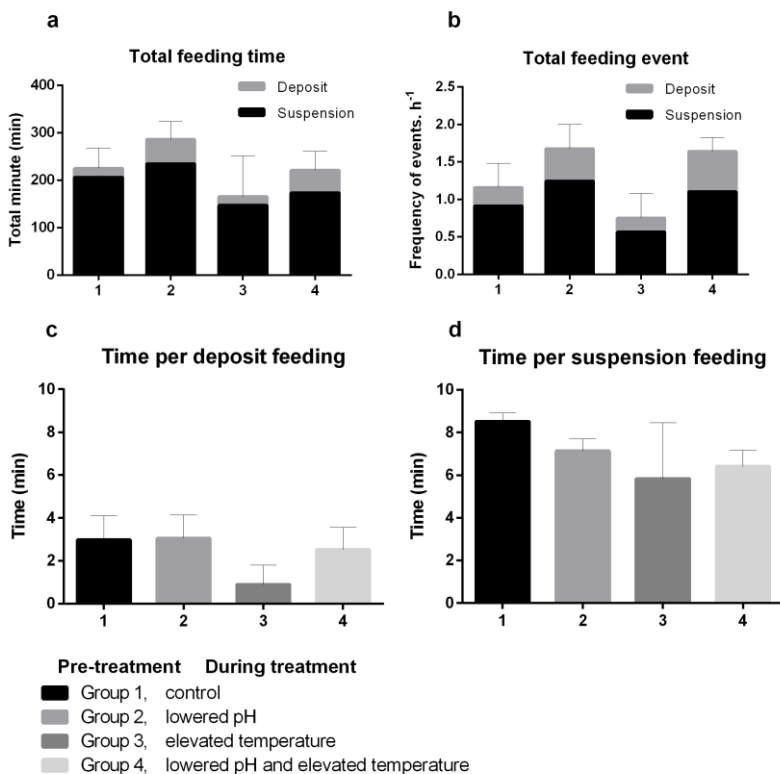 a
Total feeding time
Deposit
Suspension
Total minute (min)
400
300
200
100
0
1 2 3 4
b
Total feeding event
Deposit
Suspension
Frequency of events. h⁻¹
2.5
2.0
1.5
1.0
0.5
0.0
1 2 3 4
c
Time per deposit feeding
Time (min)
10
8
6
4
2
0
1 2 3 4
d
Time per suspension feeding
Time (min)
10
8
6
4
2
0
1 2 3 4
Pre-treatment During treatment
Group 1, control
Group 2, lowered pH
Group 3, elevated temperature
Group 4, lowered pH and elevated temperature